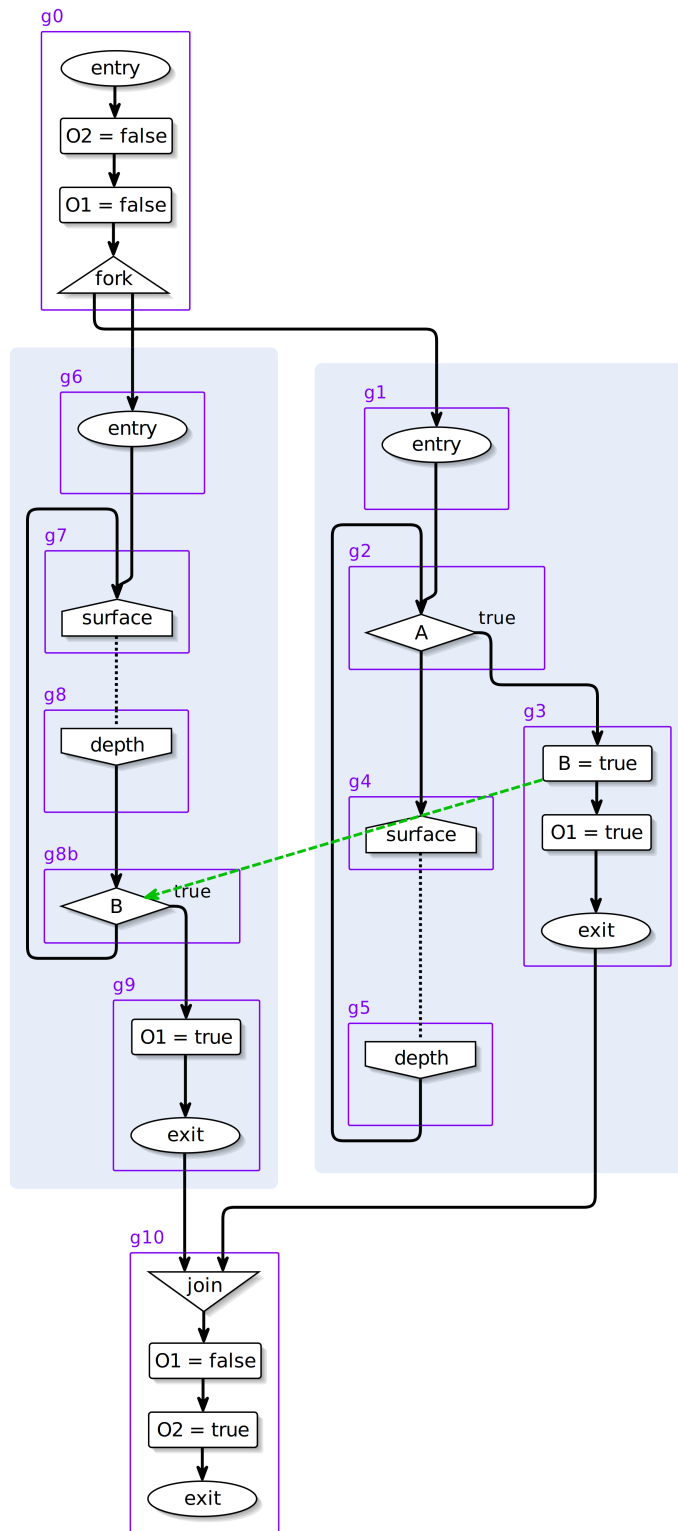 g0
entry
O2 = false
O1 = false
fork
g6
entry
g7
surface
g8
depth
g8b
B
true
g9
O1 = true
exit
g1
entry
g2
A
true
g3
B = true
O1 = true
exit
g4
surface
g5
depth
g10
join
O1 = false
O2 = true
exit